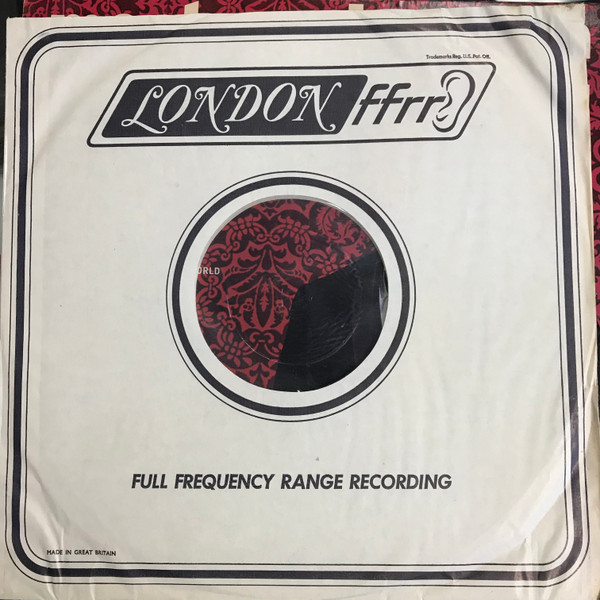 Trademarks Reg. U.S. Pat. Off.
LONDON ffrr
ORLD
FULL FREQUENCY RANGE RECORDING
MADE IN GREAT BRITAIN